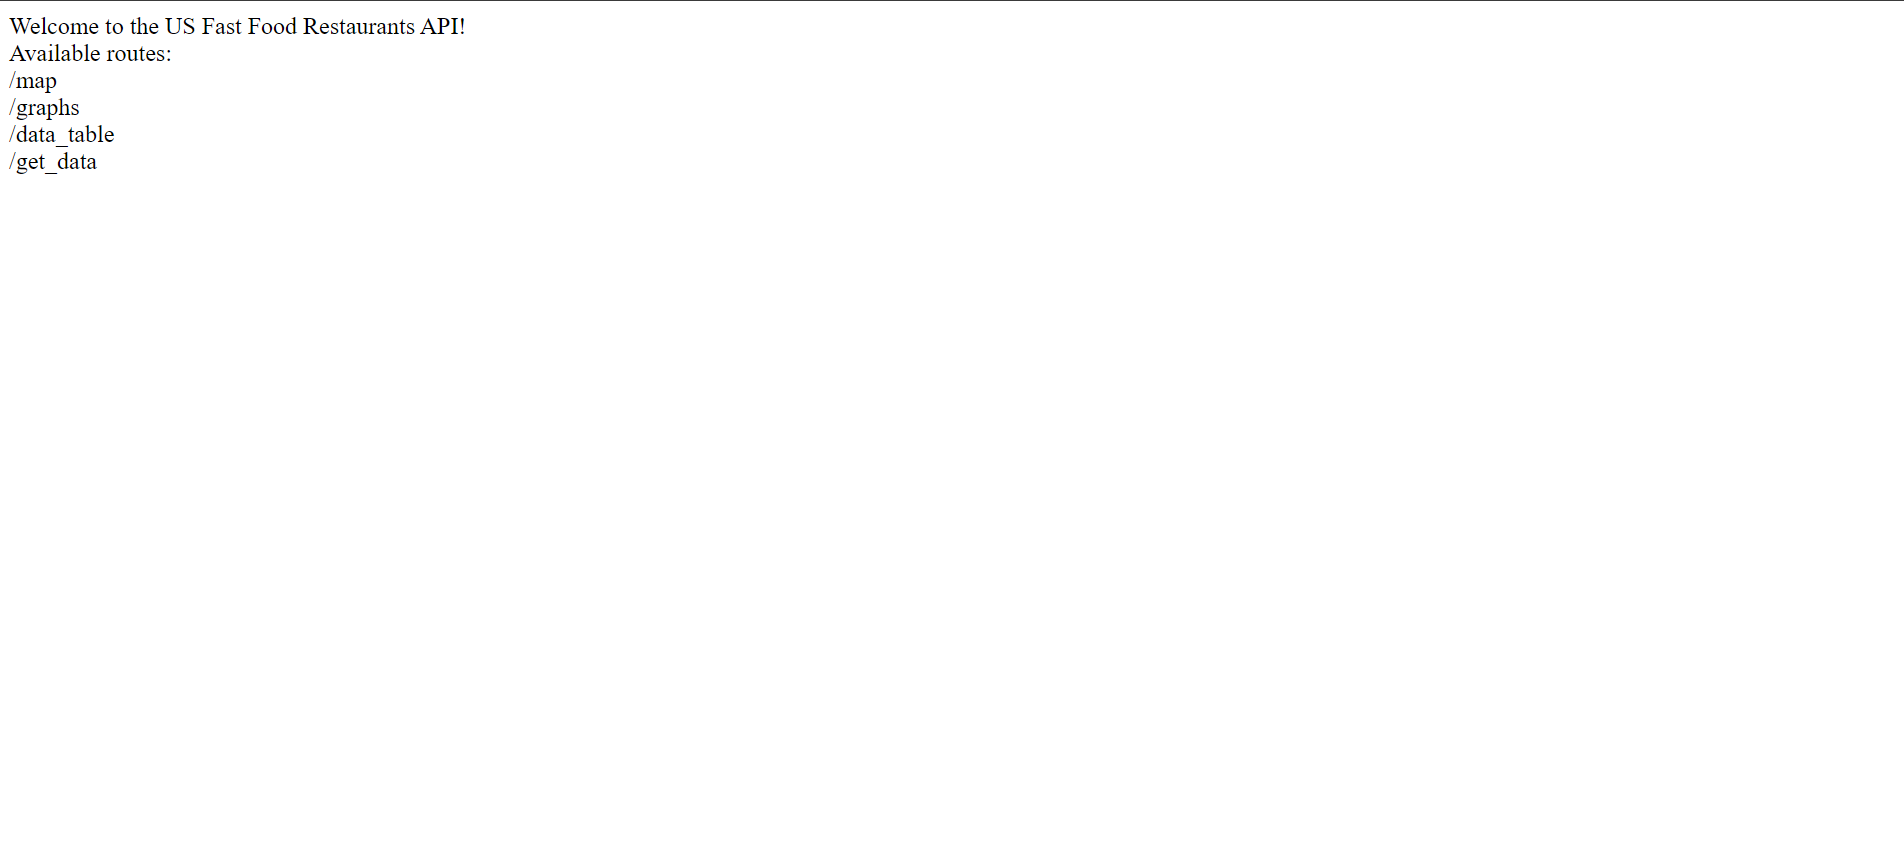 Welcome to the US Fast Food Restaurants API!
Available routes:
/map
/graphs
/data_table
/get_data